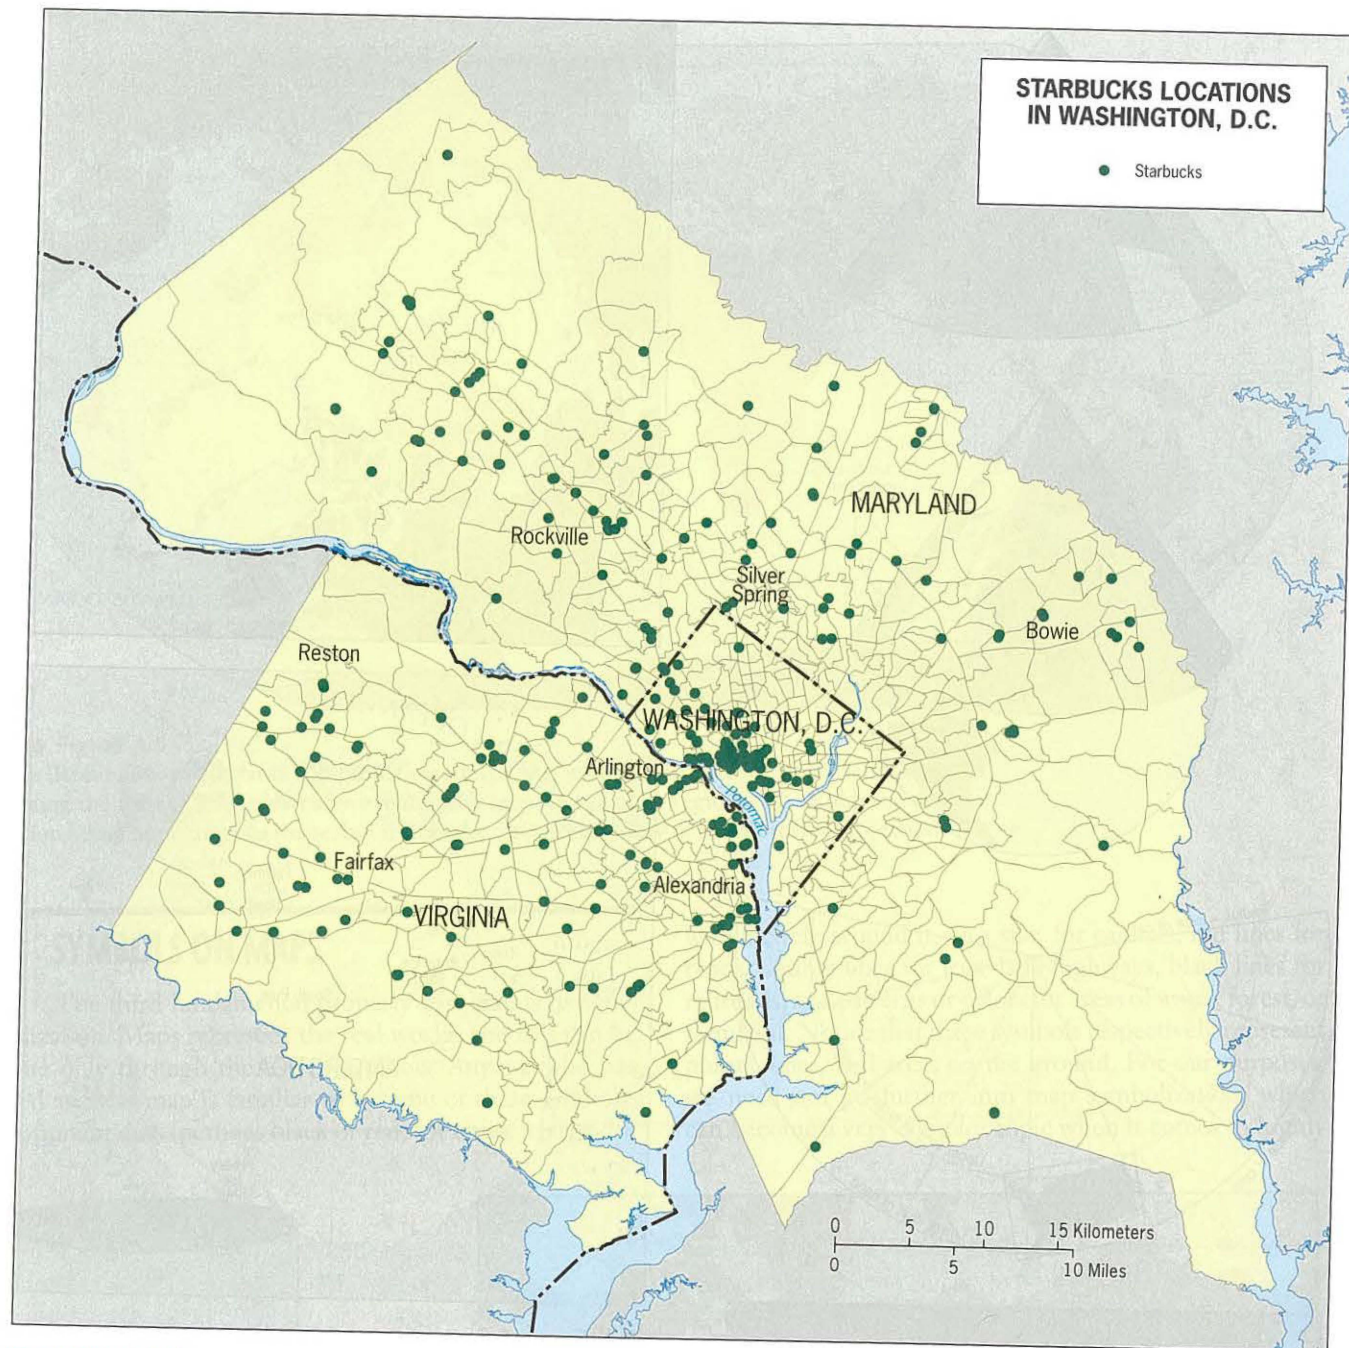 STARBUCKS LOCATIONS
IN WASHINGTON, D.C.
Starbucks
MARYLAND
Rockville
Silver
Spring
Bowie
Reston
WASHINGTON, D.C.
Arlington
Potomac
Fairfax
Alexandria
VIRGINIA
0 5 10 15 Kilometers
0 5 10 Miles